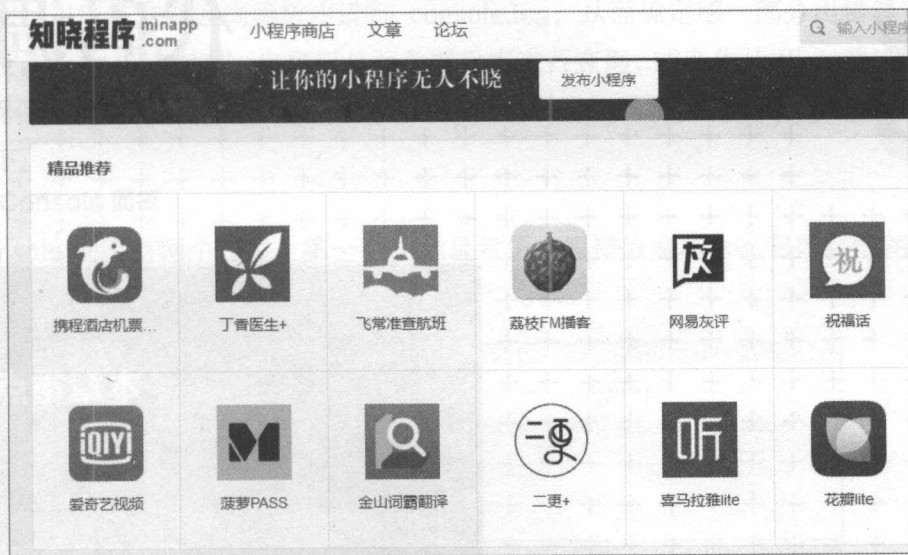 知晓程序 minapp .com 小程序商店 文章 论坛 输入小程序
让你的小程序无人不晓 发布小程序
精品推荐
祝
携程酒店机票... 丁香医生+ 飞常准查航班 荔枝FM播客 网易灰评 祝福话
iQIYI 二更 听
爱奇艺视频 菠萝PASS 金山词霸翻译 二更+ 喜马拉雅lite 花瓣lite